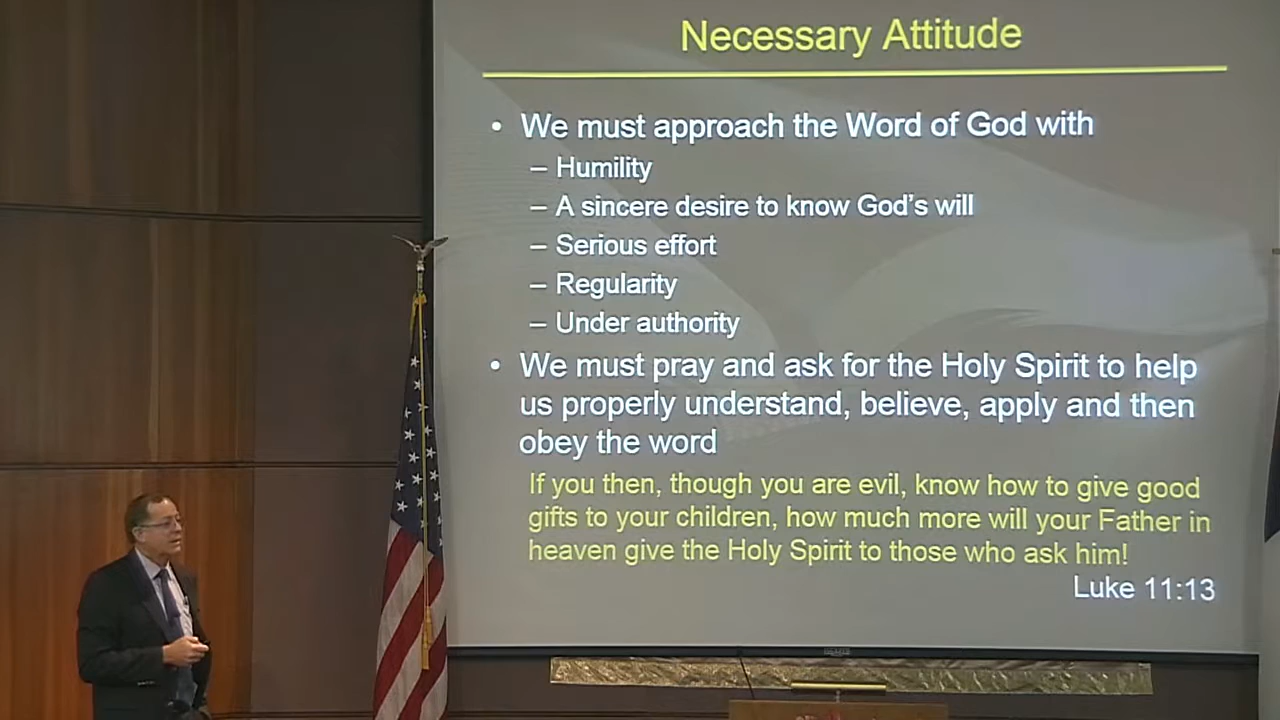 Necessary Attitude
• We must approach the Word of God with
– Humility
– A sincere desire to know God's will
– Serious effort
– Regularity
– Under authority
• We must pray and ask for the Holy Spirit to help
us properly understand, believe, apply and then
obey the word
If you then, though you are evil, know how to give good
gifts to your children, how much more will your Father in
heaven give the Holy Spirit to those who ask him!
Luke 11:13